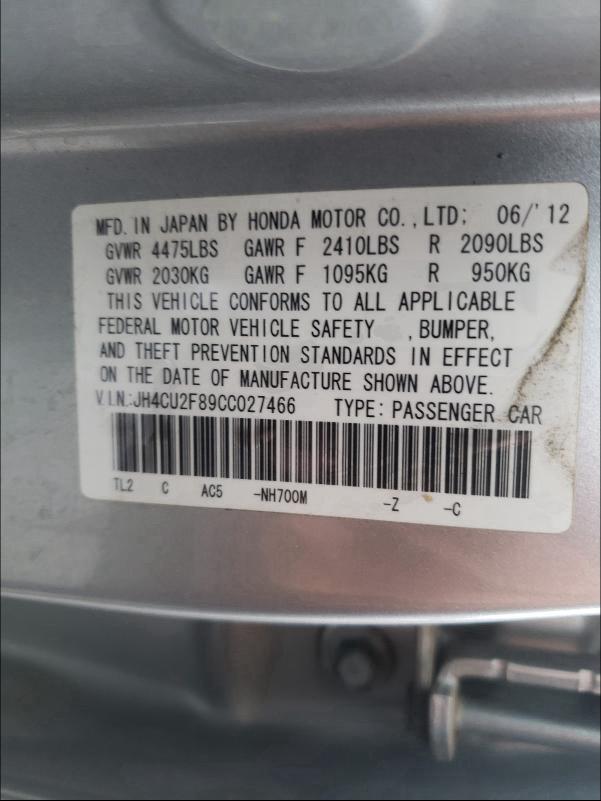 MFD. IN JAPAN BY HONDA MOTOR CO., LTD; 06/'12
GVWR 4475LBS GAWR F 2410LBS R 2090LBS
GVWR 2030KG GAWR F 1095KG R 950KG
THIS VEHICLE CONFORMS TO ALL APPLICABLE
FEDERAL MOTOR VEHICLE SAFETY , BUMPER,
AND THEFT PREVENTION STANDARDS IN EFFECT
ON THE DATE OF MANUFACTURE SHOWN ABOVE.
V.I.N.:JH4CU2F89CC027466 TYPE: PASSENGER CAR
TL2 C AC5 -NH700M -Z -C